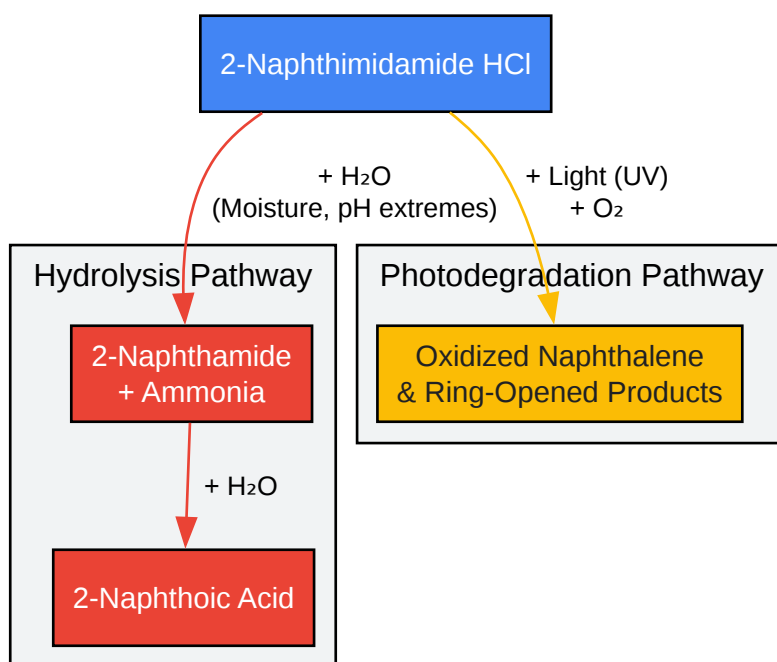 2-Naphthimidamide HCl
+ H₂O
(Moisture, pH extremes)
+ Light (UV)
+ O₂
Hydrolysis Pathway
Photodegradation Pathway
2-Naphthamide
+ Ammonia
Oxidized Naphthalene
& Ring-Opened Products
+ H₂O
2-Naphthoic Acid